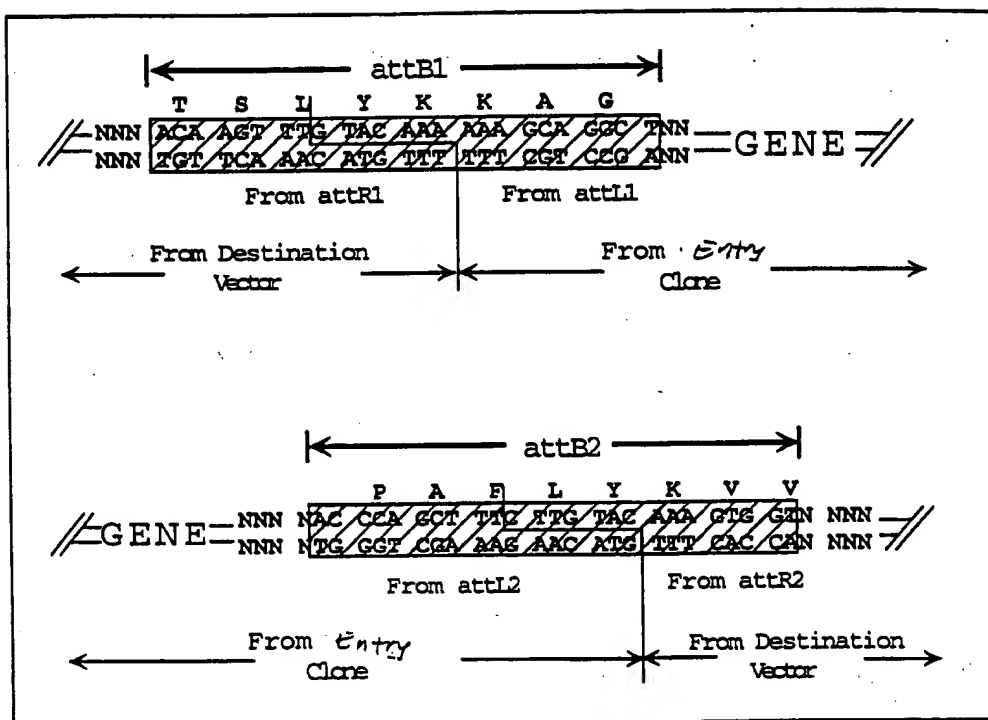 attB1
T S L Y K K A G
NNN ACA AGT TTG TAC AAA AAA GCA GGC TNN
GENE
NNN TGT TCA AAC ATG TTT TTT CGT CCG ANN
From attR1 From attL1
From Destination Vector
From Entry Clone
attB2
P A F L Y K V V
GENE
NNN NAC CCA GCT TTC TTG TAC AAA GTG GTN NNN
NNN NTG GGT CGA AAG AAC ATG TTT CAC CAN NNN
From attL2 From attR2
From Entry Clone
From Destination Vector